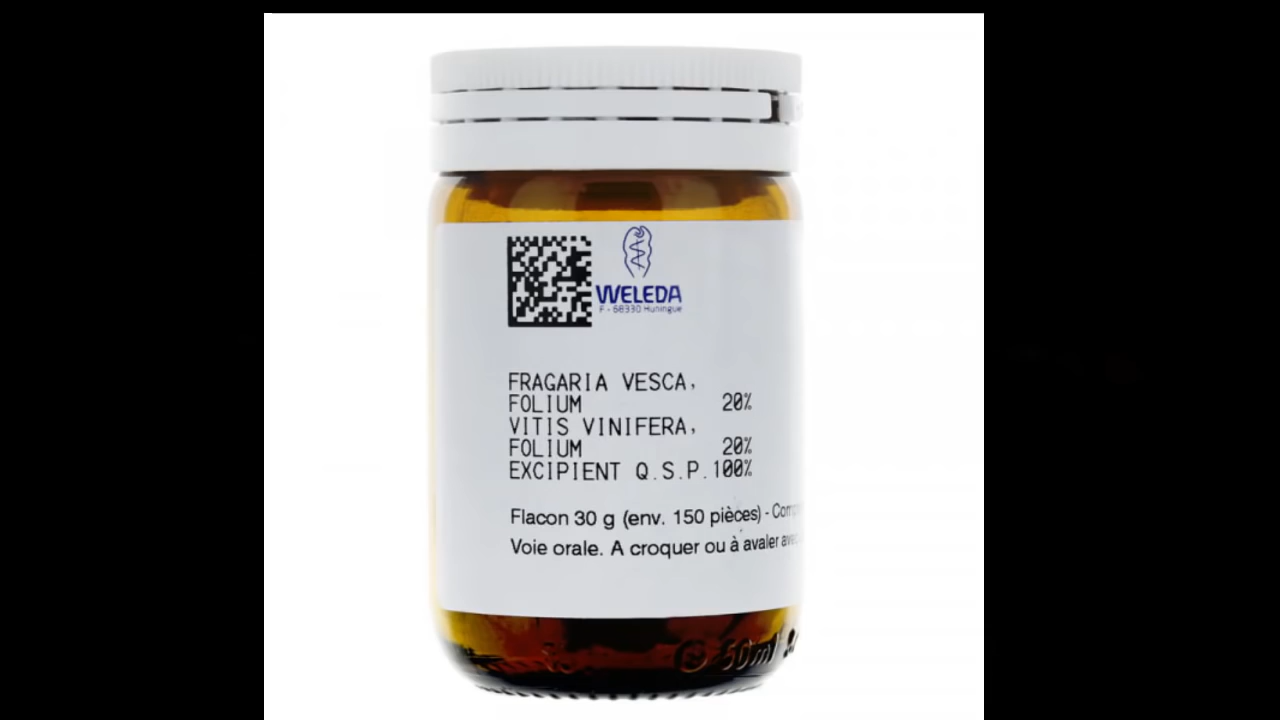 WELEDA
F - 68330 Huningue
FRAGARIA VESCA,
FOLIUM 20%
VITIS VINIFERA,
FOLIUM 20%
EXCIPIENT Q.S.P.100%
Flacon 30 g (env. 150 pièces) -
Voie orale. A croquer ou à avaler
50ml